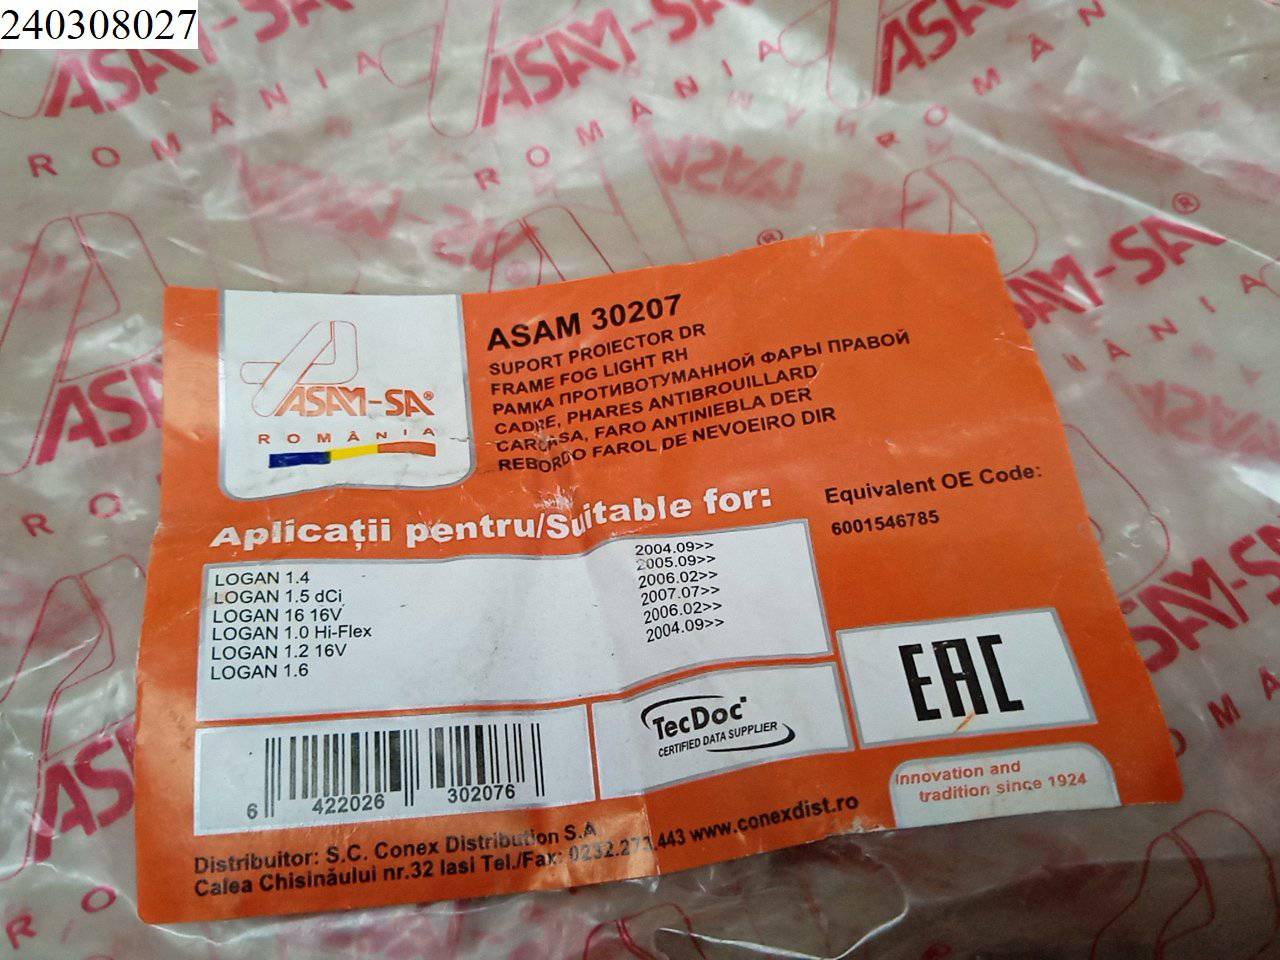 240308027
ASAM-SA®
ROMÂNIA
ASAM 30207
SUPORT PROIECTOR DR
FRAME FOG LIGHT RH
РАМКА ПРОТИВОТУМАННОЙ ФАРЫ ПРАВОЙ
CADRE, PHARES ANTIBROUILLARD
CARCASA, FARO ANTINIEBLA DER
REBORDO FAROL DE NEVOEIRO DIR
Aplicații pentru/Suitable for:
Equivalent OE Code:
6001546785
LOGAN 1.4 2004.09>>
LOGAN 1.5 dCi 2005.09>>
LOGAN 16 16V 2006.02>>
LOGAN 1.0 Hi-Flex 2007.07>>
LOGAN 1.2 16V 2006.02>>
LOGAN 1.6 2004.09>>
EAC
TecDoc
CERTIFIED DATA SUPPLIER
6 422026 302076
Innovation and
tradition since 1924
Distribuitor: S.C. Conex Distribution S.A
Calea Chisinăului nr.32 Iasi Tel./Fax: 0232.273.443 www.conexdist.ro